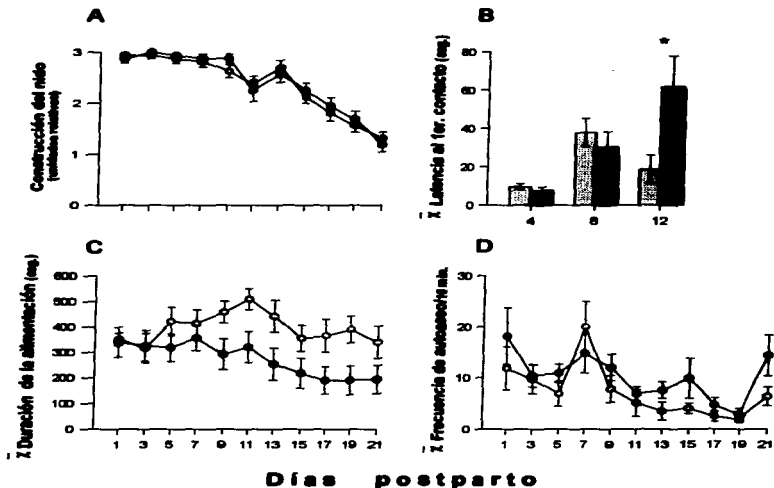 A
Construcción del nido
(unidades relativas)
3
2
1
0
B
*
x̄ Latencia al 1er. contacto (seg.)
80
60
40
20
0
4
8
12
C
x̄ Duración de la alimentación (seg.)
600
500
400
300
200
100
0
1 3 5 7 9 11 13 15 17 19 21
D
x̄ Frecuencia de autoaseo/10 min.
30
20
10
0
1 3 5 7 9 11 13 15 17 19 21
Días postparto